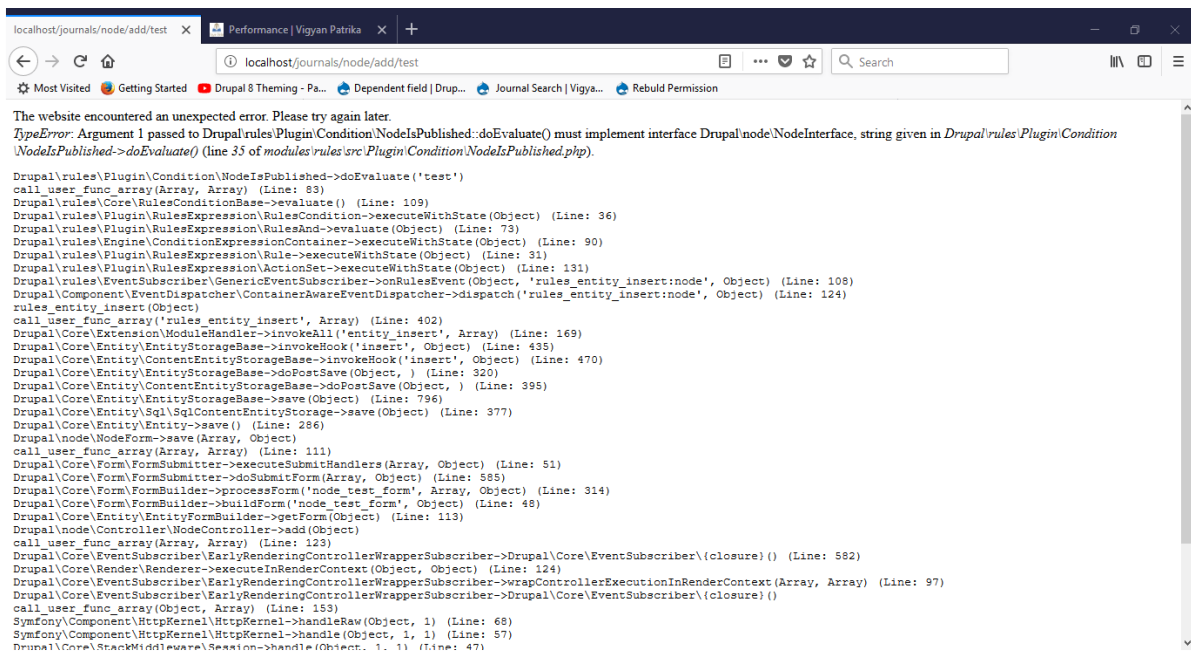 localhost/journals/node/add/test
Performance | Vigyan Patrika
localhost/journals/node/add/test
Search
Most Visited Getting Started Drupal 8 Theming - Pa... Dependent field | Drup... Journal Search | Vigya... Rebuld Permission
The website encountered an unexpected error. Please try again later.
TypeError: Argument 1 passed to Drupal\rules\Plugin\Condition\NodeIsPublished::doEvaluate() must implement interface Drupal\node\NodeInterface, string given in Drupal\rules\Plugin\Condition
\NodeIsPublished->doEvaluate() (line 35 of modules\rules\src\Plugin\Condition\NodeIsPublished.php).
Drupal\rules\Plugin\Condition\NodeIsPublished->doEvaluate('test')
call_user_func_array(Array, Array) (Line: 83)
Drupal\rules\Core\RulesConditionBase->evaluate() (Line: 109)
Drupal\rules\Plugin\RulesExpression\RulesCondition->executeWithState(Object) (Line: 36)
Drupal\rules\Plugin\RulesExpression\RulesAnd->evaluate(Object) (Line: 73)
Drupal\rules\Engine\ConditionExpressionContainer->executeWithState(Object) (Line: 90)
Drupal\rules\Plugin\RulesExpression\Rule->executeWithState(Object) (Line: 31)
Drupal\rules\Plugin\RulesExpression\ActionSet->executeWithState(Object) (Line: 131)
Drupal\rules\EventSubscriber\GenericEventSubscriber->onRulesEvent(Object, 'rules_entity_insert:node', Object) (Line: 108)
Drupal\Component\EventDispatcher\ContainerAwareEventDispatcher->dispatch('rules_entity_insert:node', Object) (Line: 124)
rules_entity_insert(Object)
call_user_func_array('rules_entity_insert', Array) (Line: 402)
Drupal\Core\Extension\ModuleHandler->invokeAll('entity_insert', Array) (Line: 169)
Drupal\Core\Entity\EntityStorageBase->invokeHook('insert', Object) (Line: 435)
Drupal\Core\Entity\ContentEntityStorageBase->invokeHook('insert', Object) (Line: 470)
Drupal\Core\Entity\EntityStorageBase->doPostSave(Object, ) (Line: 320)
Drupal\Core\Entity\ContentEntityStorageBase->doPostSave(Object, ) (Line: 395)
Drupal\Core\Entity\EntityStorageBase->save(Object) (Line: 796)
Drupal\Core\Entity\Sql\SqlContentEntityStorage->save(Object) (Line: 377)
Drupal\Core\Entity\Entity->save() (Line: 286)
Drupal\node\NodeForm->save(Array, Object)
call_user_func_array(Array, Array) (Line: 111)
Drupal\Core\Form\FormSubmitter->executeSubmitHandlers(Array, Object) (Line: 51)
Drupal\Core\Form\FormSubmitter->doSubmitForm(Array, Object) (Line: 585)
Drupal\Core\Form\FormBuilder->processForm('node_test_form', Array, Object) (Line: 314)
Drupal\Core\Form\FormBuilder->buildForm('node_test_form', Object) (Line: 48)
Drupal\Core\Entity\EntityFormBuilder->getForm(Object) (Line: 113)
Drupal\node\Controller\NodeController->add(Object)
call_user_func_array(Array, Array) (Line: 123)
Drupal\Core\EventSubscriber\EarlyRenderingControllerWrapperSubscriber->Drupal\Core\EventSubscriber\{closure}() (Line: 582)
Drupal\Core\Render\Renderer->executeInRenderContext(Object, Object) (Line: 124)
Drupal\Core\EventSubscriber\EarlyRenderingControllerWrapperSubscriber->wrapControllerExecutionInRenderContext(Array, Array) (Line: 97)
Drupal\Core\EventSubscriber\EarlyRenderingControllerWrapperSubscriber->Drupal\Core\EventSubscriber\{closure}()
call_user_func_array(Object, Array) (Line: 153)
Symfony\Component\HttpKernel\HttpKernel->handleRaw(Object, 1) (Line: 68)
Symfony\Component\HttpKernel\HttpKernel->handle(Object, 1, 1) (Line: 57)
Drupal\Core\StackMiddleware\Session->handle(Object, 1, 1) (Line: 47)